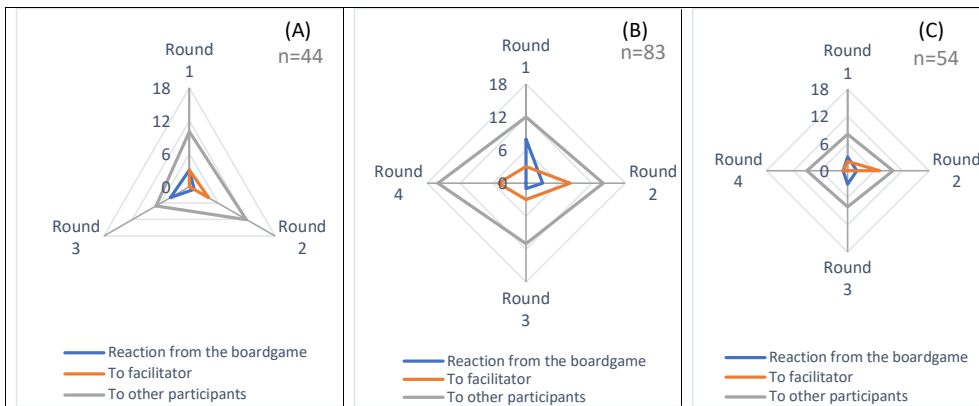 (A)
n=44
Round
1
18
12
6
0
Round
3
Round
2
Reaction from the boardgame
To facilitator
To other participants
(B)
n=83
Round
1
18
12
6
0
Round
4
Round
2
Round
3
Reaction from the boardgame
To facilitator
To other participants
(C)
n=54
Round
1
18
12
6
0
Round
4
Round
2
Round
3
Reaction from the boardgame
To facilitator
To other participants